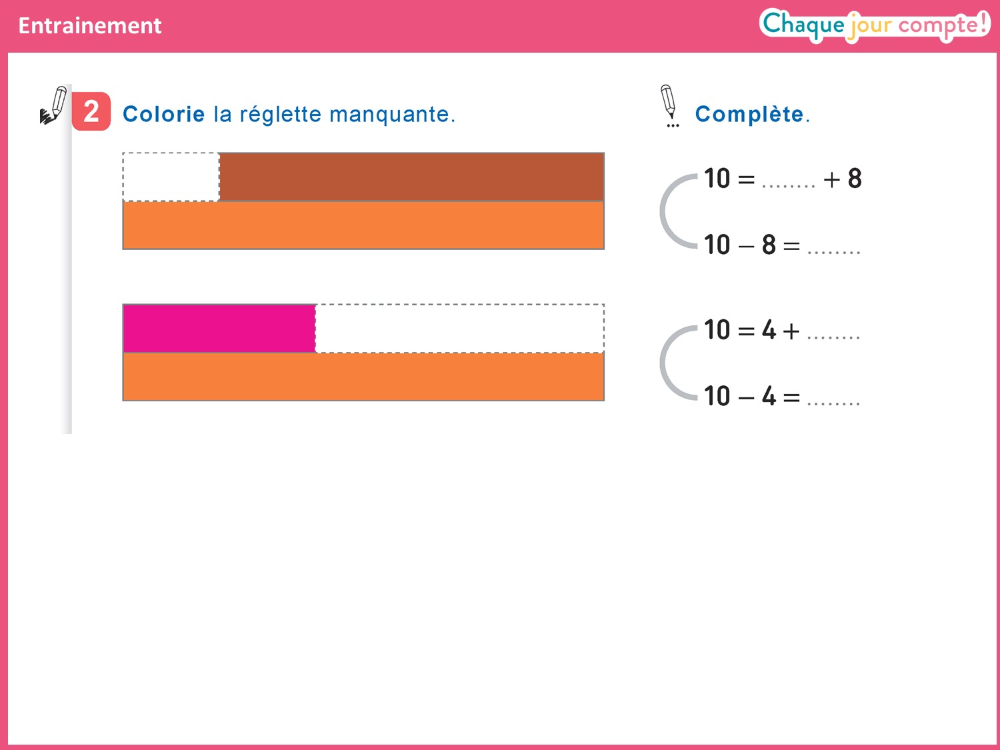 Entrainement
Chaque jour compte!
2 Colorie la réglette manquante.
Complète.
10 = ........ + 8
10 – 8 = ........
10 = 4 + ........
10 – 4 = ........